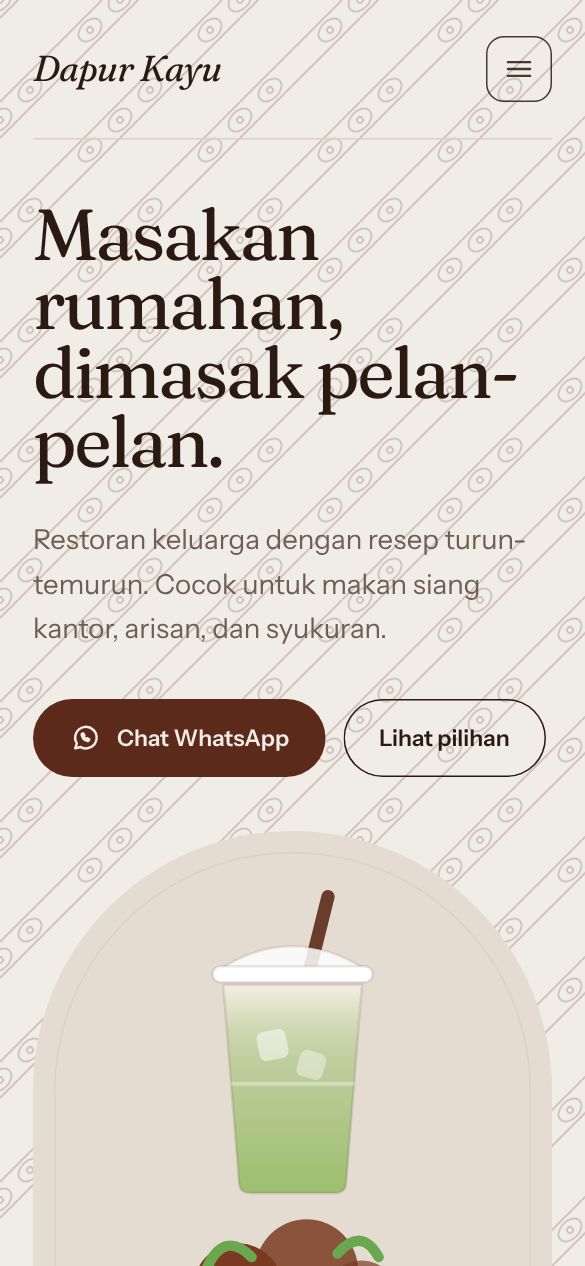 Dapur Kayu
Masakan
rumahan,
dimasak pelan-
pelan.
Restoran keluarga dengan resep turun-
temurun. Cocok untuk makan siang
kantor, arisan, dan syukuran.
Chat WhatsApp
Lihat pilihan